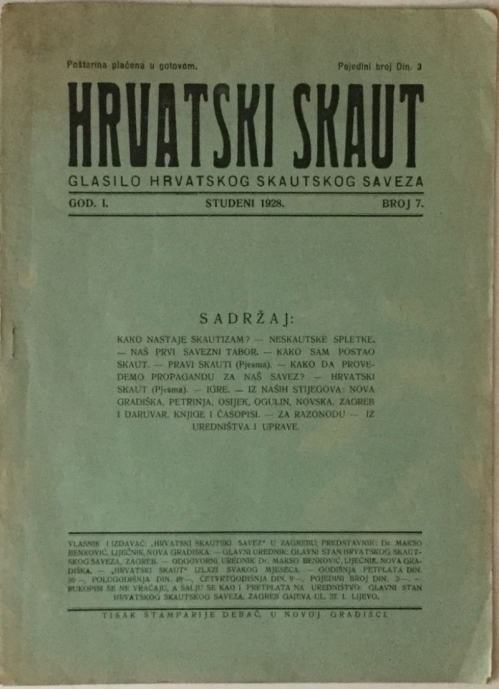 Poštarina plaćena u gotovom.
Pojedini broj Din. 3
HRVATSKI SKAUT
GLASILO HRVATSKOG SKAUTSKOG SAVEZA
GOD. I. STUDENI 1928. BROJ 7.
SADRŽAJ:
KAKO NASTAJE SKAUTIZAM? — NESKAUTSKE SPLETKE.
— NAŠ PRVI SAVEZNI TABOR. — KAKO SAM POSTAO
SKAUT. — PRAVI SKAUTI (Pjesma). — KAKO DA PROVE-
DEMO PROPAGANDU ZA NAŠ SAVEZ? — HRVATSKI
SKAUT (Pjesma). — IGRE. — IZ NAŠIH STIJEGOVA: NOVA
GRADIŠKA, PETRINJA, OSIJEK, OGULIN, NOVSKA, ZAGREB
I DARUVAR. KNJIGE I ČASOPISI. — ZA RAZONODU — IZ
UREDNIŠTVA I UPRAVE.
VLASNIK I IZDAVAČ: „HRVATSKI SKAUTSKI SAVEZ" U ZAGREBU; PREDSTAVNIK: Dr. MAKSO
BENKOVIĆ, LIJEČNIK, NOVA GRADIŠKA. — GLAVNI UREDNIK: GLAVNI STAN HRVATSKOG SKAUT-
SKOG SAVEZA, ZAGREB. — ODGOVORNI UREDNIK Dr. MAKSO BENKOVIĆ, LIJEČNIK, NOVA GRA-
DIŠKA. — „HRVATSKI SKAUT" IZLAZI SVAKOG MJESECA. — GODIŠNJA PETPLATA DIN.
POLUGODIŠNJA DIN. ČETVRTGODIŠNJA DIN. 9—, POJEDINI BROJ DIN. 3—. —
RUKOPISI SE NE VRAĆAJU, A ŠALJU SE KAO I PRETPLATA NA UREDNIŠTVO: GLAVNI STAN
HRVATSKOG SKAUTSKOG SAVEZA, ZAGREB GAJEVA UL. I. LIJEVO.
TISAK ŠTAMPARIJE DEBAČ, U NOVOJ GRADIŠCI.